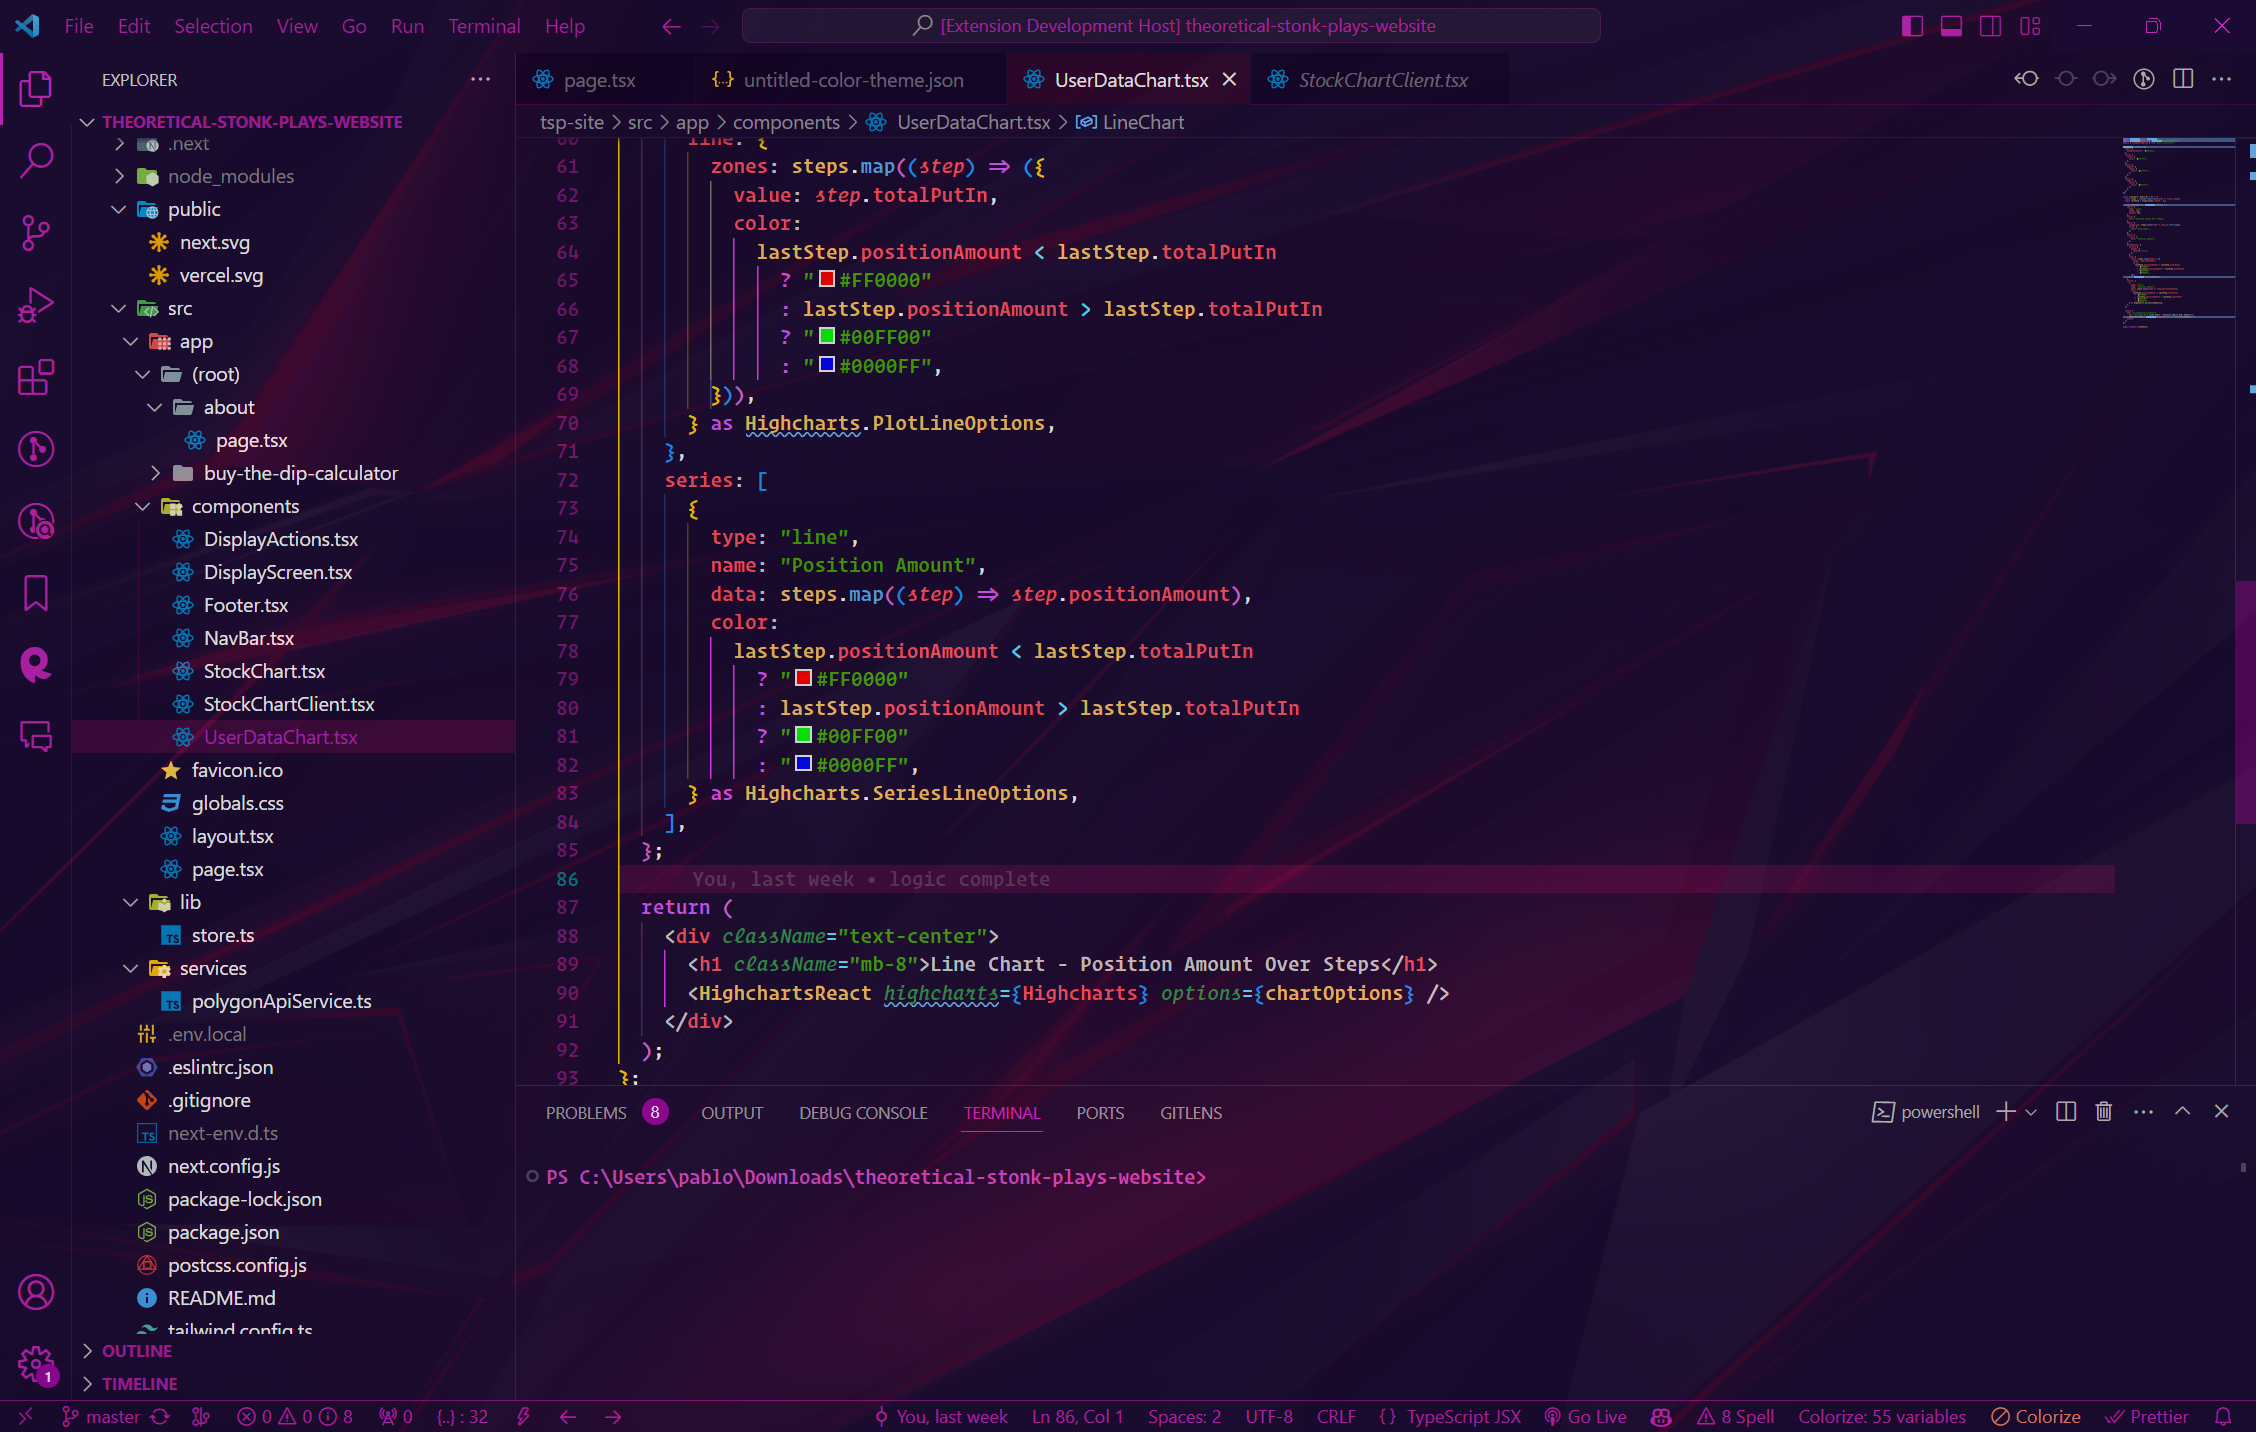 File Edit Selection View Go Run Terminal Help
[Extension Development Host] theoretical-stonk-plays-website
EXPLORER
THEORETICAL-STONK-PLAYS-WEBSITE
.next
node_modules
public
next.svg
vercel.svg
src
app
(root)
about
page.tsx
buy-the-dip-calculator
components
DisplayActions.tsx
DisplayScreen.tsx
Footer.tsx
NavBar.tsx
StockChart.tsx
StockChartClient.tsx
UserDataChart.tsx
favicon.ico
globals.css
layout.tsx
page.tsx
lib
store.ts
services
polygonApiService.ts
.env.local
.eslintrc.json
.gitignore
next-env.d.ts
next.config.js
package-lock.json
package.json
postcss.config.js
README.md
tailwind.config.ts
OUTLINE
TIMELINE
1
page.tsx untitled-color-theme.json UserDataChart.tsx StockChartClient.tsx
tsp-site > src > app > components > UserDataChart.tsx > LineChart
60 line: {
61 zones: steps.map((step) => ({
62 value: step.totalPutIn,
63 color:
64 lastStep.positionAmount < lastStep.totalPutIn
65 ? "#FF0000"
66 : lastStep.positionAmount > lastStep.totalPutIn
67 ? "#00FF00"
68 : "#0000FF",
69 })),
70 } as Highcharts.PlotLineOptions,
71 },
72 series: [
73 {
74 type: "line",
75 name: "Position Amount",
76 data: steps.map((step) => step.positionAmount),
77 color:
78 lastStep.positionAmount < lastStep.totalPutIn
79 ? "#FF0000"
80 : lastStep.positionAmount > lastStep.totalPutIn
81 ? "#00FF00"
82 : "#0000FF",
83 } as Highcharts.SeriesLineOptions,
84 ],
85 };
86 You, last week • logic complete
87 return (
88 <div className="text-center">
89 <h1 className="mb-8">Line Chart - Position Amount Over Steps</h1>
90 <HighchartsReact highcharts={Highcharts} options={chartOptions} />
91 </div>
92 );
93 };
PROBLEMS 8 OUTPUT DEBUG CONSOLE TERMINAL PORTS GITLENS
powershell
PS C:\Users\pablo\Downloads\theoretical-stonk-plays-website>
master 0 0 8 0 {..} : 32 You, last week Ln 86, Col 1 Spaces: 2 UTF-8 CRLF {} TypeScript JSX Go Live 8 Spell Colorize: 55 variables Colorize Prettier